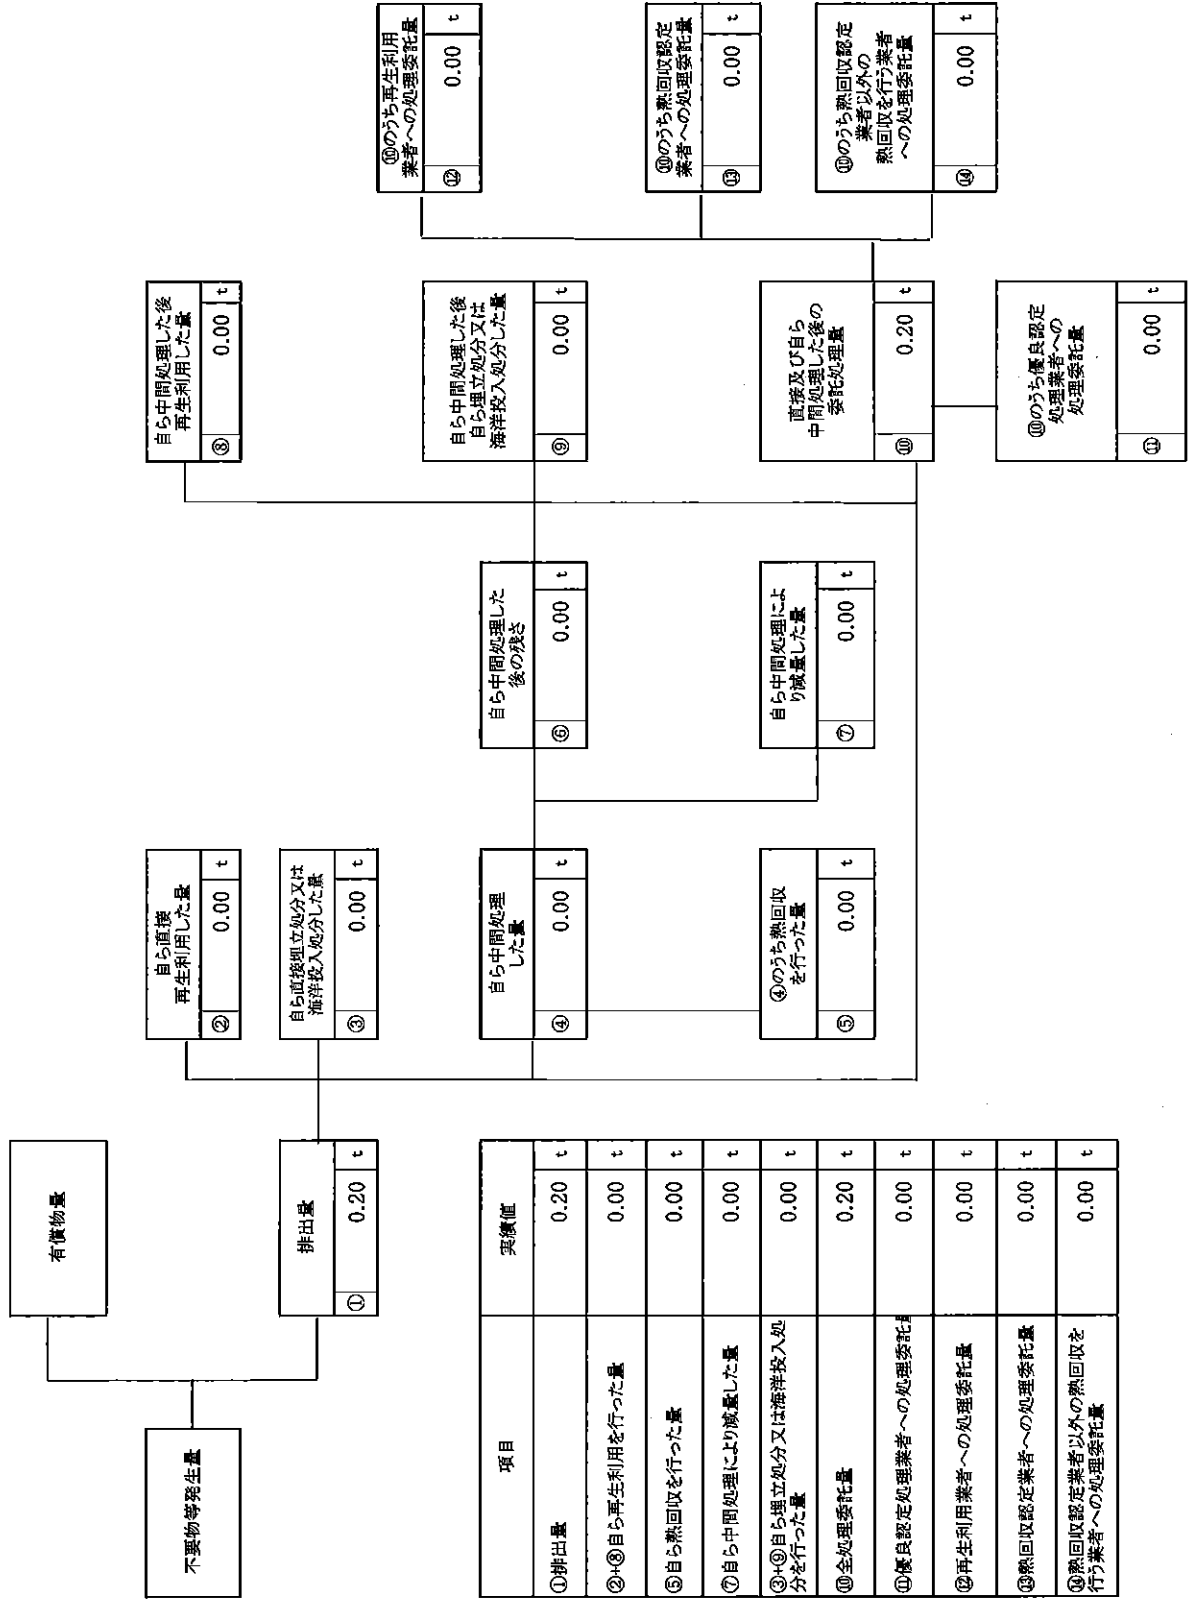 不要物等発生量
有償物量
排出量
① 0.20 t
自ら直接
再生利用した量
② 0.00 t
自ら直接埋立処分又は
海洋投入処分した量
③ 0.00 t
自ら中間処理
した量
④ 0.00 t
④のうち熱回収
を行った量
⑤ 0.00 t
自ら中間処理した
後の残さ
⑥ 0.00 t
自ら中間処理によ
り減量した量
⑦ 0.00 t
自ら中間処理した後
再生利用した量
⑧ 0.00 t
自ら中間処理した後
自ら埋立処分又は
海洋投入処分した量
⑨ 0.00 t
直接及び自ら
中間処理した後の
委託処理量
⑩ 0.20 t
⑩のうち優良認定
処理業者への
処理委託量
⑪ 0.00 t
⑩のうち再生利用
業者への処理委託量
⑫ 0.00 t
⑩のうち熱回収認定
業者への処理委託量
⑬ 0.00 t
⑩のうち熱回収認定
業者以外の
熱回収を行う業者
への処理委託量
⑭ 0.00 t
項目 実績値
①排出量 0.20 t
②+⑧自ら再生利用を行った量 0.00 t
⑤自ら熱回収を行った量 0.00 t
⑦自ら中間処理により減量した量 0.00 t
③+⑨自ら埋立処分又は海洋投入処
分を行った量 0.00 t
⑩全処理委託量 0.20 t
⑪優良認定処理業者への処理委託量 0.00 t
⑫再生利用業者への処理委託量 0.00 t
⑬熱回収認定業者への処理委託量 0.00 t
⑭熱回収認定業者以外の熱回収を
行う業者への処理委託量 0.00 t